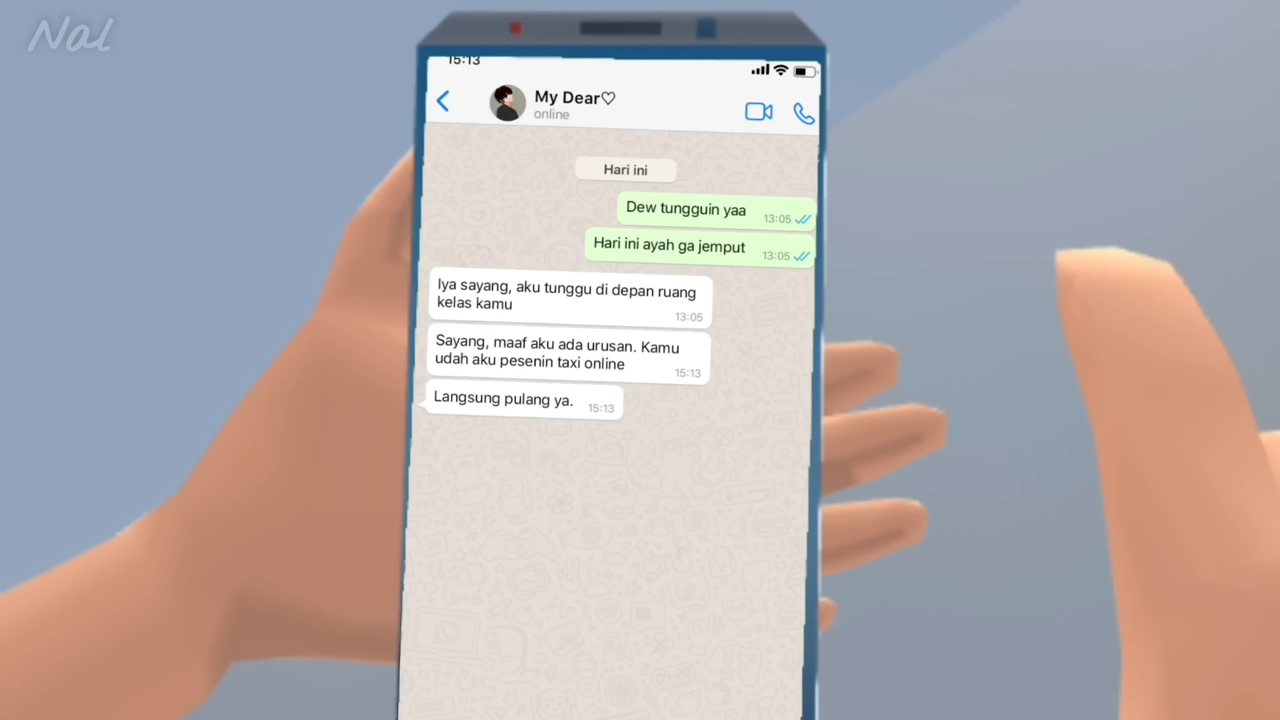 Nal
15:13
My Dear♡
online
Hari ini
Dew tungguin yaa 13:05
Hari ini ayah ga jemput 13:05
Iya sayang, aku tunggu di depan ruang
kelas kamu 13:05
Sayang, maaf aku ada urusan. Kamu
udah aku pesenin taxi online 15:13
Langsung pulang ya. 15:13